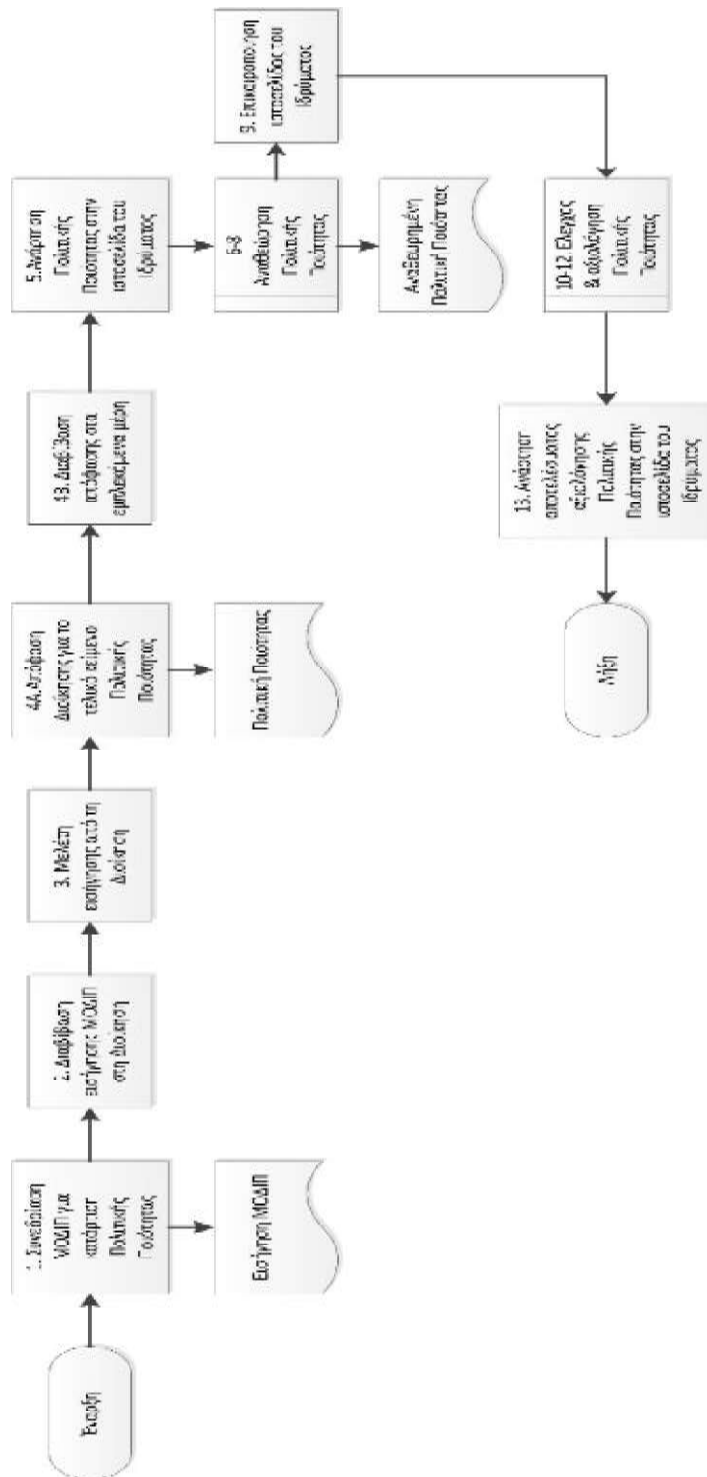 Έναρξη
1. Συνεδρίαση
ΜΟΔΙΠ για
κατάρτιση
Πολιτικής
Ποιότητας
Εισήγηση ΜΟΔΙΠ
2. Διαβίβαση
εισήγησης ΜΟΔΙΠ
στη Διοίκηση
3. Μελέτη
εισήγησης από τη
Διοίκηση
4Α. Απόφαση
Διοίκησης για το
τελικό κείμενο
Πολιτικής
Ποιότητας
Πολιτική Ποιότητας
4Β. Διαβίβαση
απόφασης στα
εμπλεκόμενα μέρη
5. Ανάρτηση
Πολιτικής
Ποιότητας στην
ιστοσελίδα του
Ιδρύματος
6-8
Αναθεώρηση
Πολιτικής
Ποιότητας
Αναθεωρημένη
Πολιτική Ποιότητας
9. Επικαιροποίηση
ιστοσελίδας του
Ιδρύματος
10-12 Έλεγχος
& αξιολόγηση
Πολιτικής
Ποιότητας
13. Ανάρτηση
αποτελέσματος
αξιολόγησης
Πολιτικής
Ποιότητας στην
ιστοσελίδα του
Ιδρύματος
Λήξη